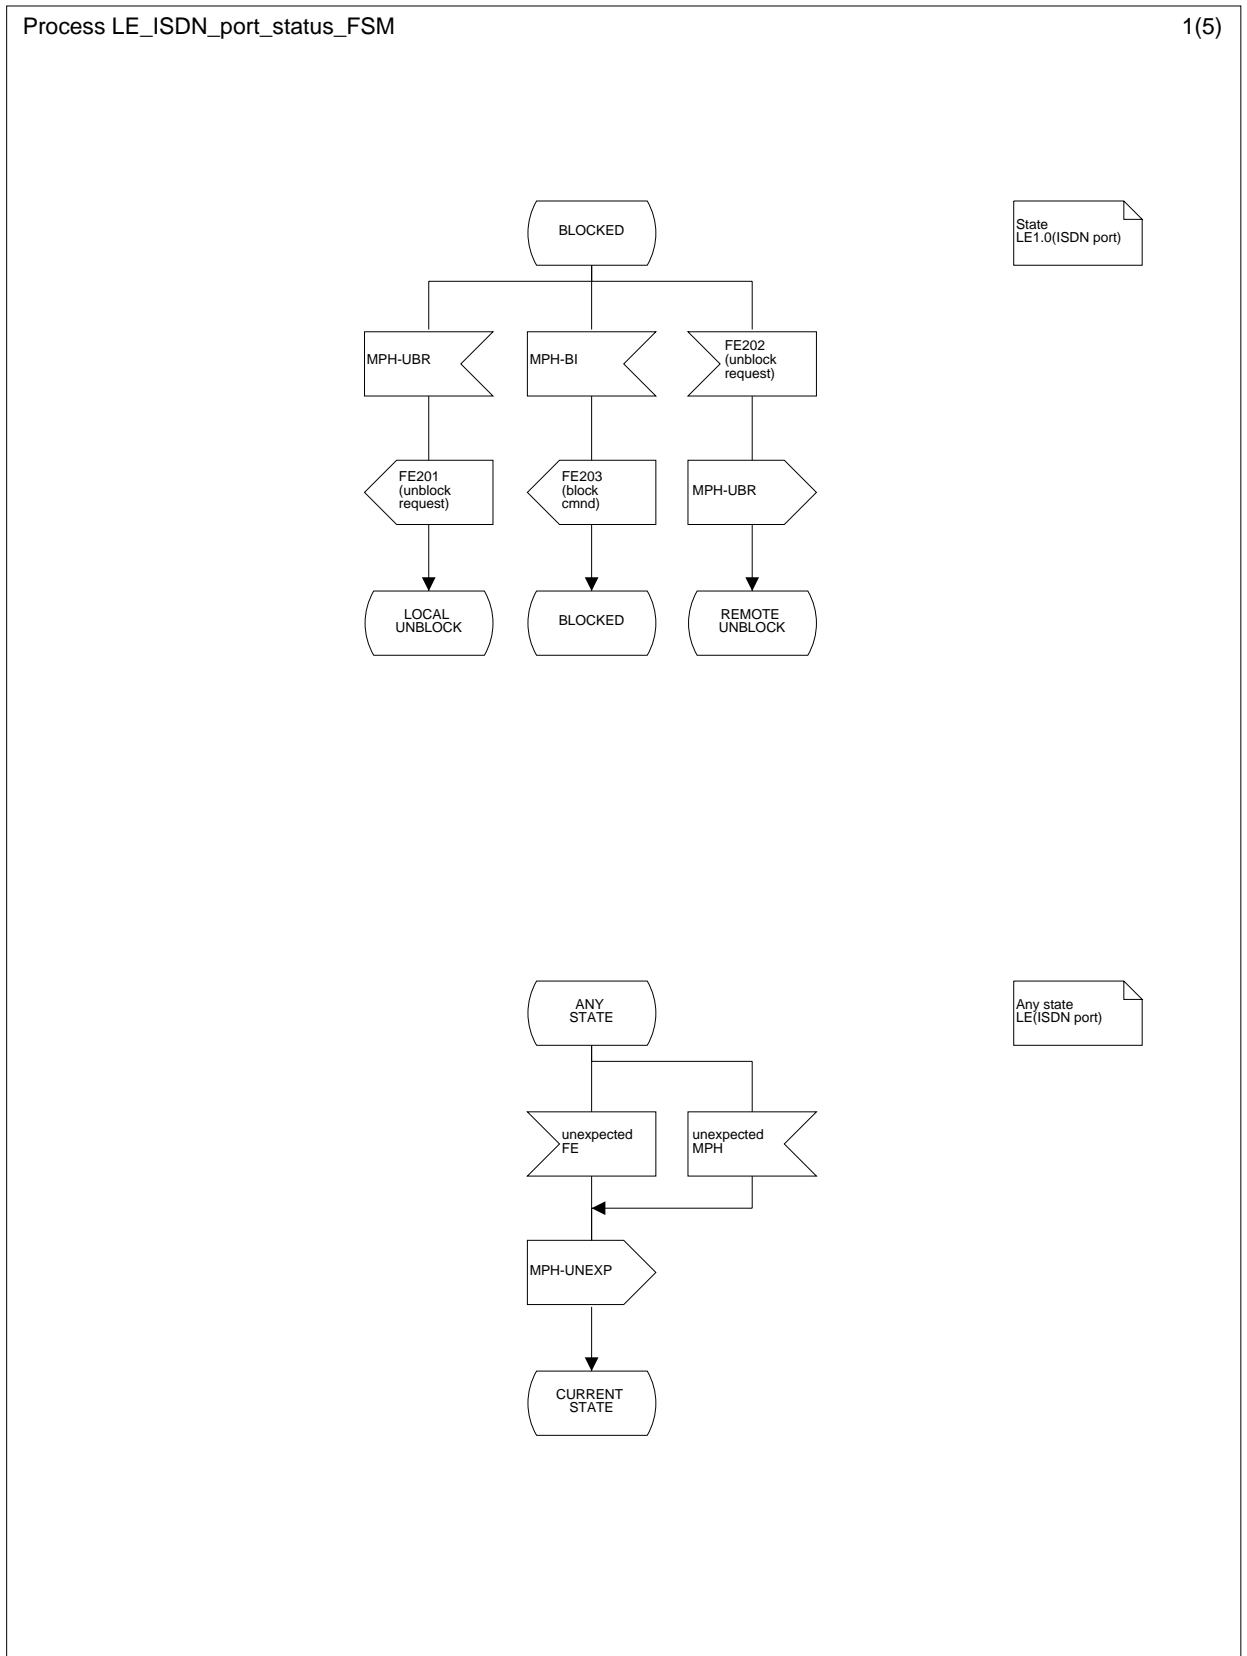 Process LE_ISDN_port_status_FSM
1(5)
BLOCKED
State
LE1.0(ISDN port)
MPH-UBR
MPH-BI
FE202
(unblock
request)
FE201
(unblock
request)
FE203
(block
cmnd)
MPH-UBR
LOCAL
UNBLOCK
BLOCKED
REMOTE
UNBLOCK
ANY
STATE
Any state
LE(ISDN port)
unexpected
FE
unexpected
MPH
MPH-UNEXP
CURRENT
STATE